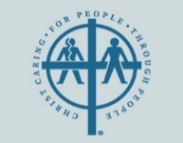 CHRIST CARING · FOR PEOPLE · THROUGH PEOPLE